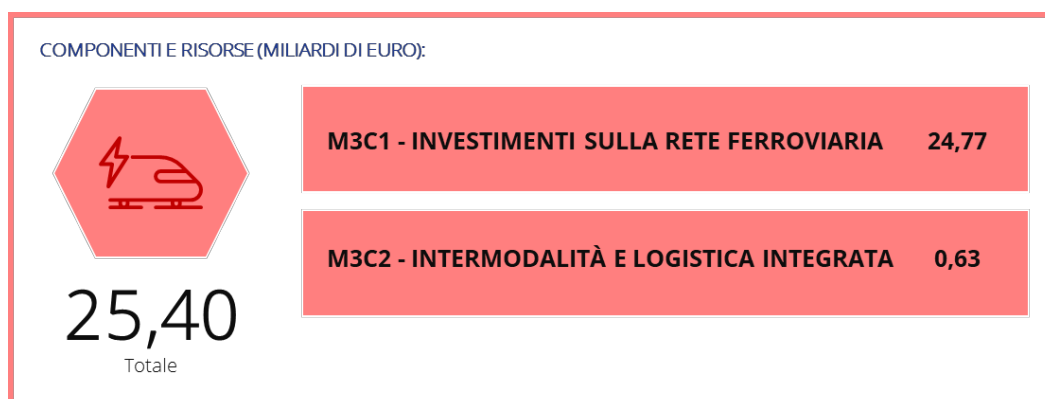 COMPONENTI E RISORSE (MILIARDI DI EURO):
M3C1 - INVESTIMENTI SULLA RETE FERROVIARIA 24,77
M3C2 - INTERMODALITÀ E LOGISTICA INTEGRATA 0,63
25,40
Totale